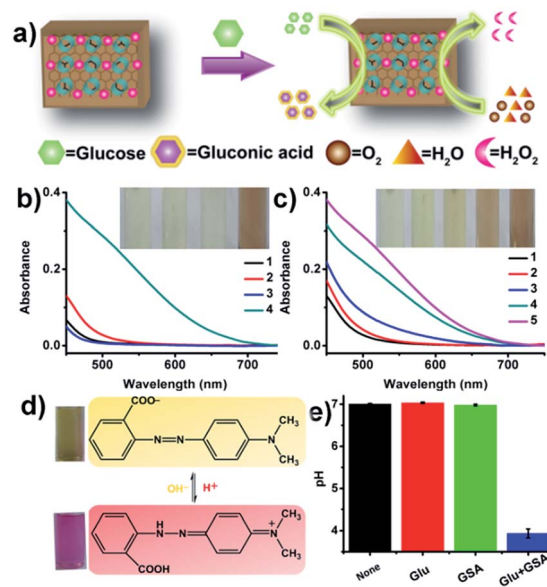 a)
=Glucose =Gluconic acid =O₂ =H₂O =H₂O₂
b)
0.4
0.2
0.0
Absorbance
1
2
3
4
500 600 700
Wavelength (nm)
c)
0.4
0.2
0.0
Absorbance
1
2
3
4
5
500 600 700
Wavelength (nm)
d)
COO⁻
N=N
N
CH₃
CH₃
OH⁻ H⁺
H
N—N
N
+
CH₃
CH₃
COOH
e)
7
6
5
4
pH
None Glu GSA Glu+GSA